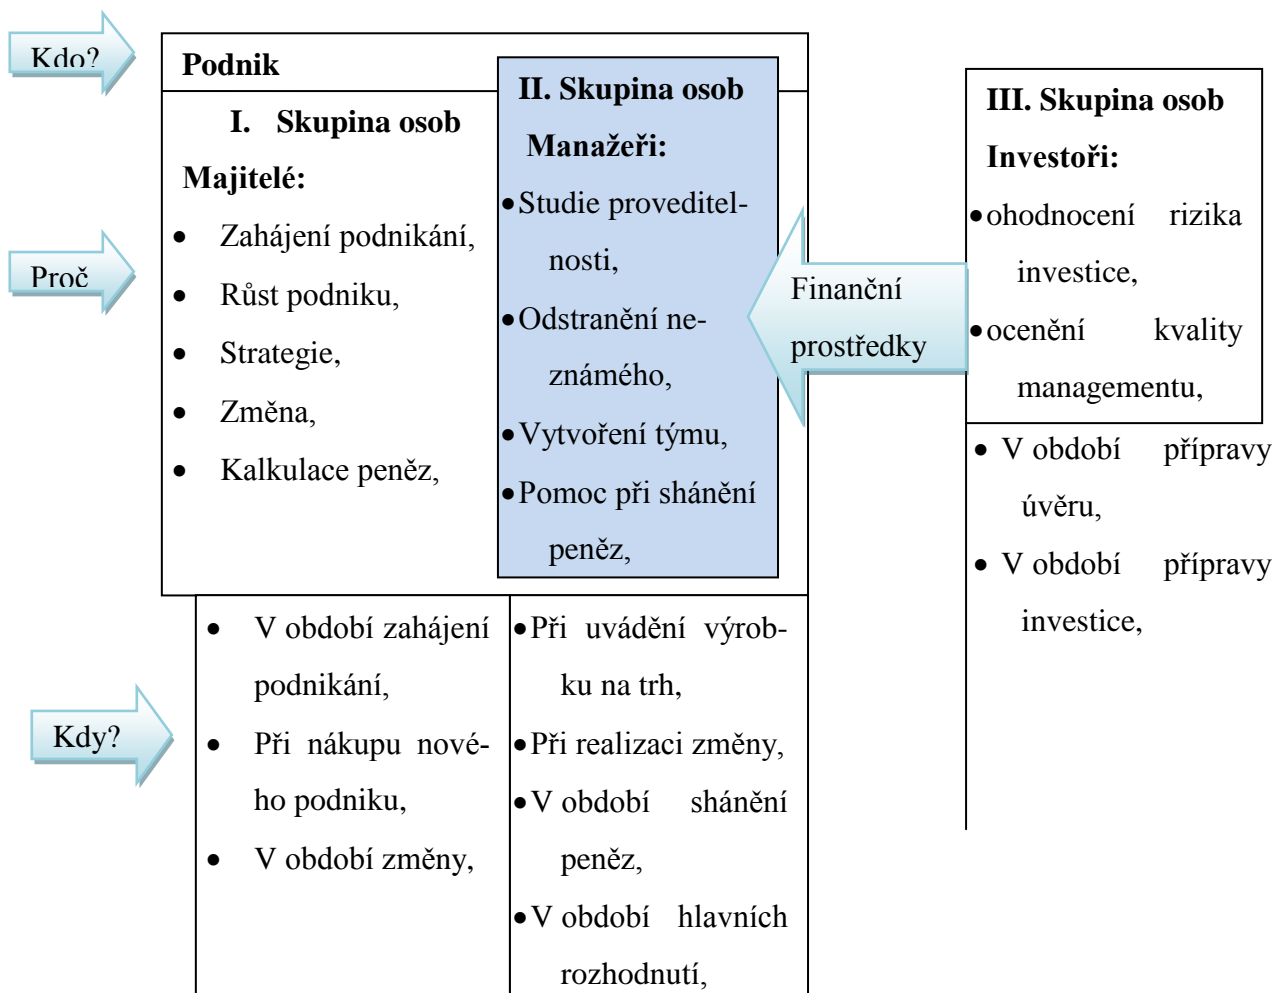 Kdo?
Podnik
I. Skupina osob
Majitelé:
• Zahájení podnikání,
• Růst podniku,
• Strategie,
• Změna,
• Kalkulace peněz,
II. Skupina osob
Manažeři:
• Studie proveditel-
nosti,
• Odstranění ne-
známého,
• Vytvoření týmu,
• Pomoc při shánění
peněz,
Finanční
prostředky
III. Skupina osob
Investoři:
• ohodnocení rizika
investice,
• ocenění kvality
managementu,
• V období přípravy
úvěru,
• V období přípravy
investice,
Proč
Kdy?
• V období zahájení
podnikání,
• Při nákupu nové-
ho podniku,
• V období změny,
• Při uvádění výrob-
ku na trh,
• Při realizaci změny,
• V období shánění
peněz,
• V období hlavních
rozhodnutí,